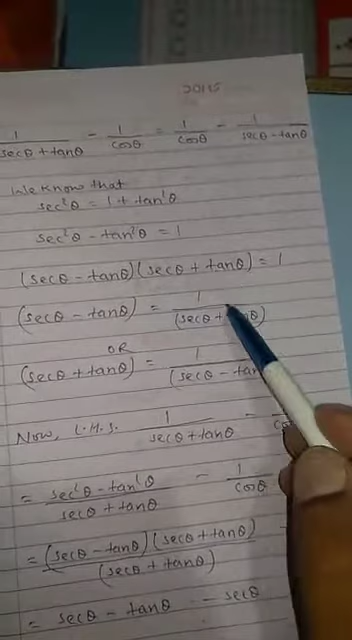 2015
1/(secθ + tanθ) - 1/cosθ = 1/cosθ - 1/(secθ - tanθ)
We know that
sec²θ = 1 + tan²θ
sec²θ - tan²θ = 1
(secθ - tanθ)(secθ + tanθ) = 1
(secθ - tanθ) = 1/(secθ + θ)
OR
(secθ + tanθ) = 1/(secθ - tan
Now, L.H.S. 1/(secθ + tanθ) -
= (sec²θ - tan²θ)/(secθ + tanθ) - 1/cosθ
= (secθ - tanθ)(secθ + tanθ)/(secθ + tanθ)
= secθ - tanθ - secθ